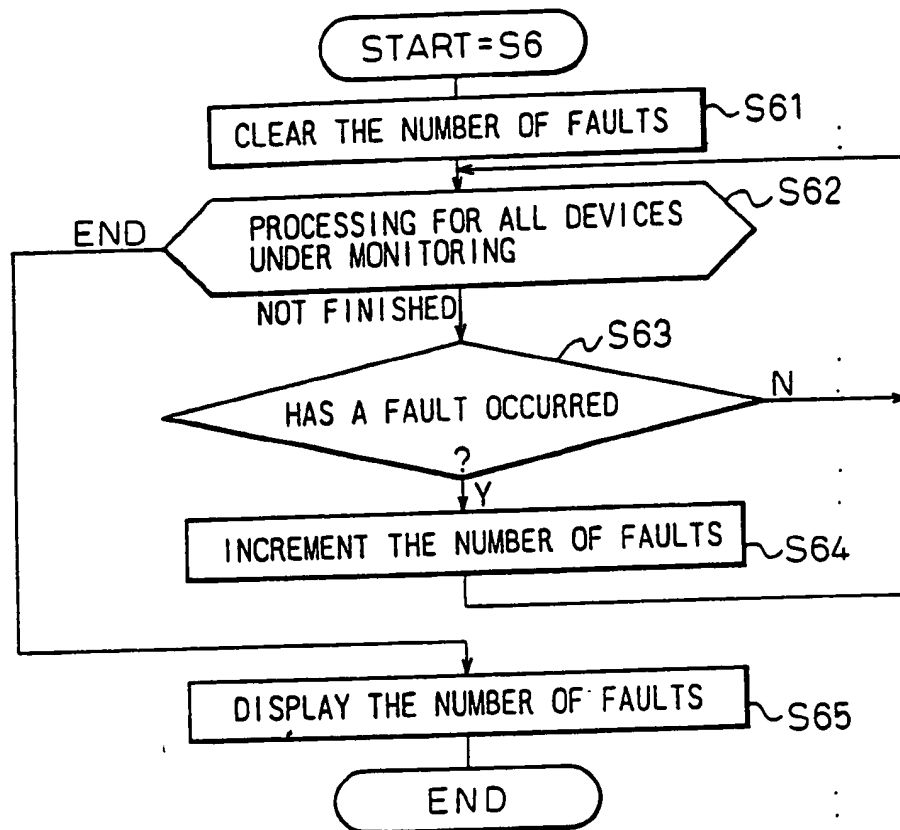 START=S6
CLEAR THE NUMBER OF FAULTS
S61
PROCESSING FOR ALL DEVICES
UNDER MONITORING
S62
END
NOT FINISHED
S63
HAS A FAULT OCCURRED
?
N
Y
INCREMENT THE NUMBER OF FAULTS
S64
DISPLAY THE NUMBER OF FAULTS
S65
END